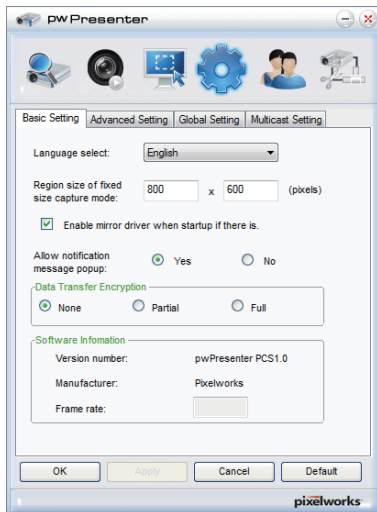 pwPresenter
Basic Setting Advanced Setting Global Setting Multicast Setting
Language select: English
Region size of fixed size capture mode: 800 x 600 (pixels)
Enable mirror driver when startup if there is.
Allow notification message popup: Yes No
Data Transfer Encryption
None Partial Full
Software Infomation
Version number: pwPresenter PCS1.0
Manufacturer: Pixelworks
Frame rate:
OK Apply Cancel Default
pixelworks